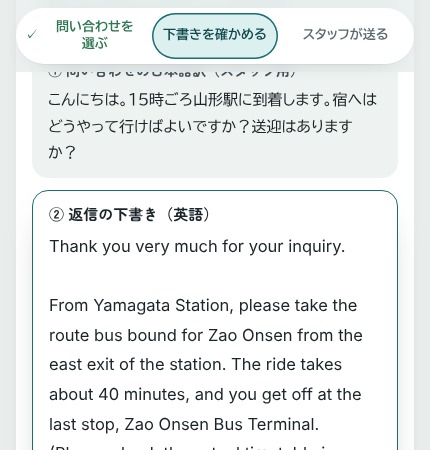 ✓ 問い合わせを
選ぶ
下書きを確かめる
スタッフが送る
こんにちは。15時ごろ山形駅に到着します。宿へは
どうやって行けばよいですか？送迎はあります
か？
② 返信の下書き（英語）
Thank you very much for your inquiry.
From Yamagata Station, please take the
route bus bound for Zao Onsen from the
east exit of the station. The ride takes
about 40 minutes, and you get off at the
last stop, Zao Onsen Bus Terminal.